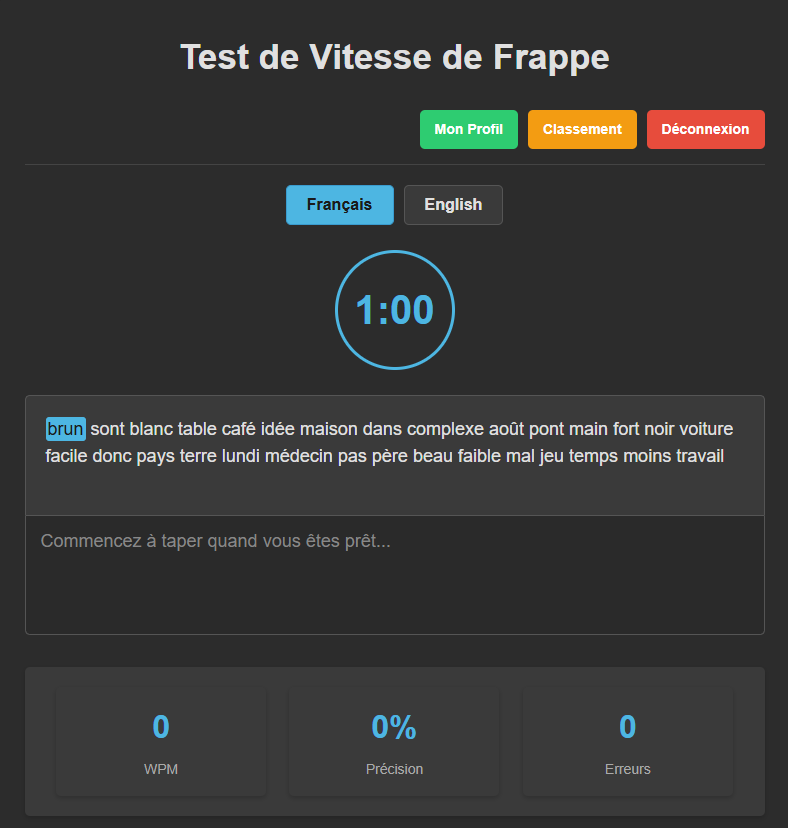 Test de Vitesse de Frappe
Mon Profil Classement Déconnexion
Français English
1:00
brun sont blanc table café idée maison dans complexe août pont main fort noir voiture
facile donc pays terre lundi médecin pas père beau faible mal jeu temps moins travail
Commencez à taper quand vous êtes prêt...
0 0% 0
WPM Précision Erreurs